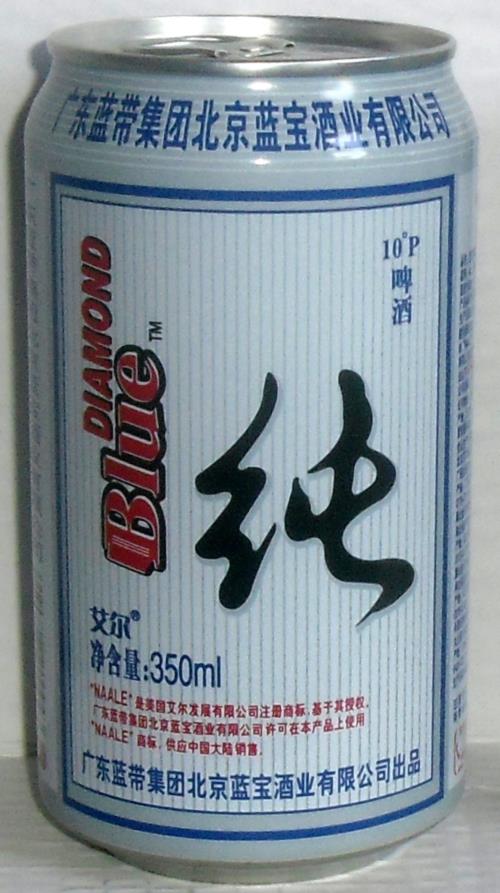 广东蓝带集团北京蓝宝酒业有限公司
10°P
啤酒
DIAMOND
Blue™
纯
艾尔®
净含量:350ml
"NAALE"是美国艾尔发展有限公司注册商标,基于其授权,
广东蓝带集团北京蓝宝酒业有限公司许可在本产品上使用
"NAALE"商标,供应中国大陆销售。
广东蓝带集团北京蓝宝酒业有限公司出品